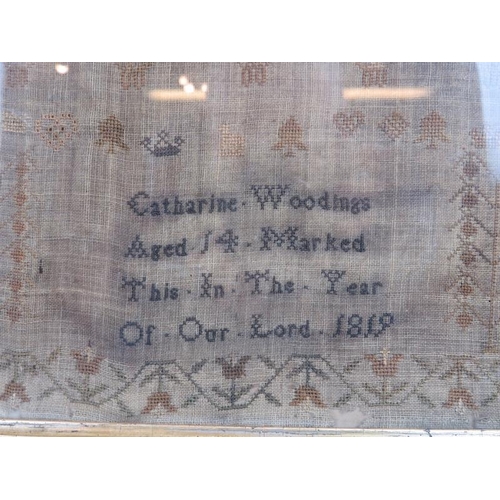 Catharine · Woodings
Aged 14 · Marked
This · In · The · Year
Of · Our · Lord · 1819